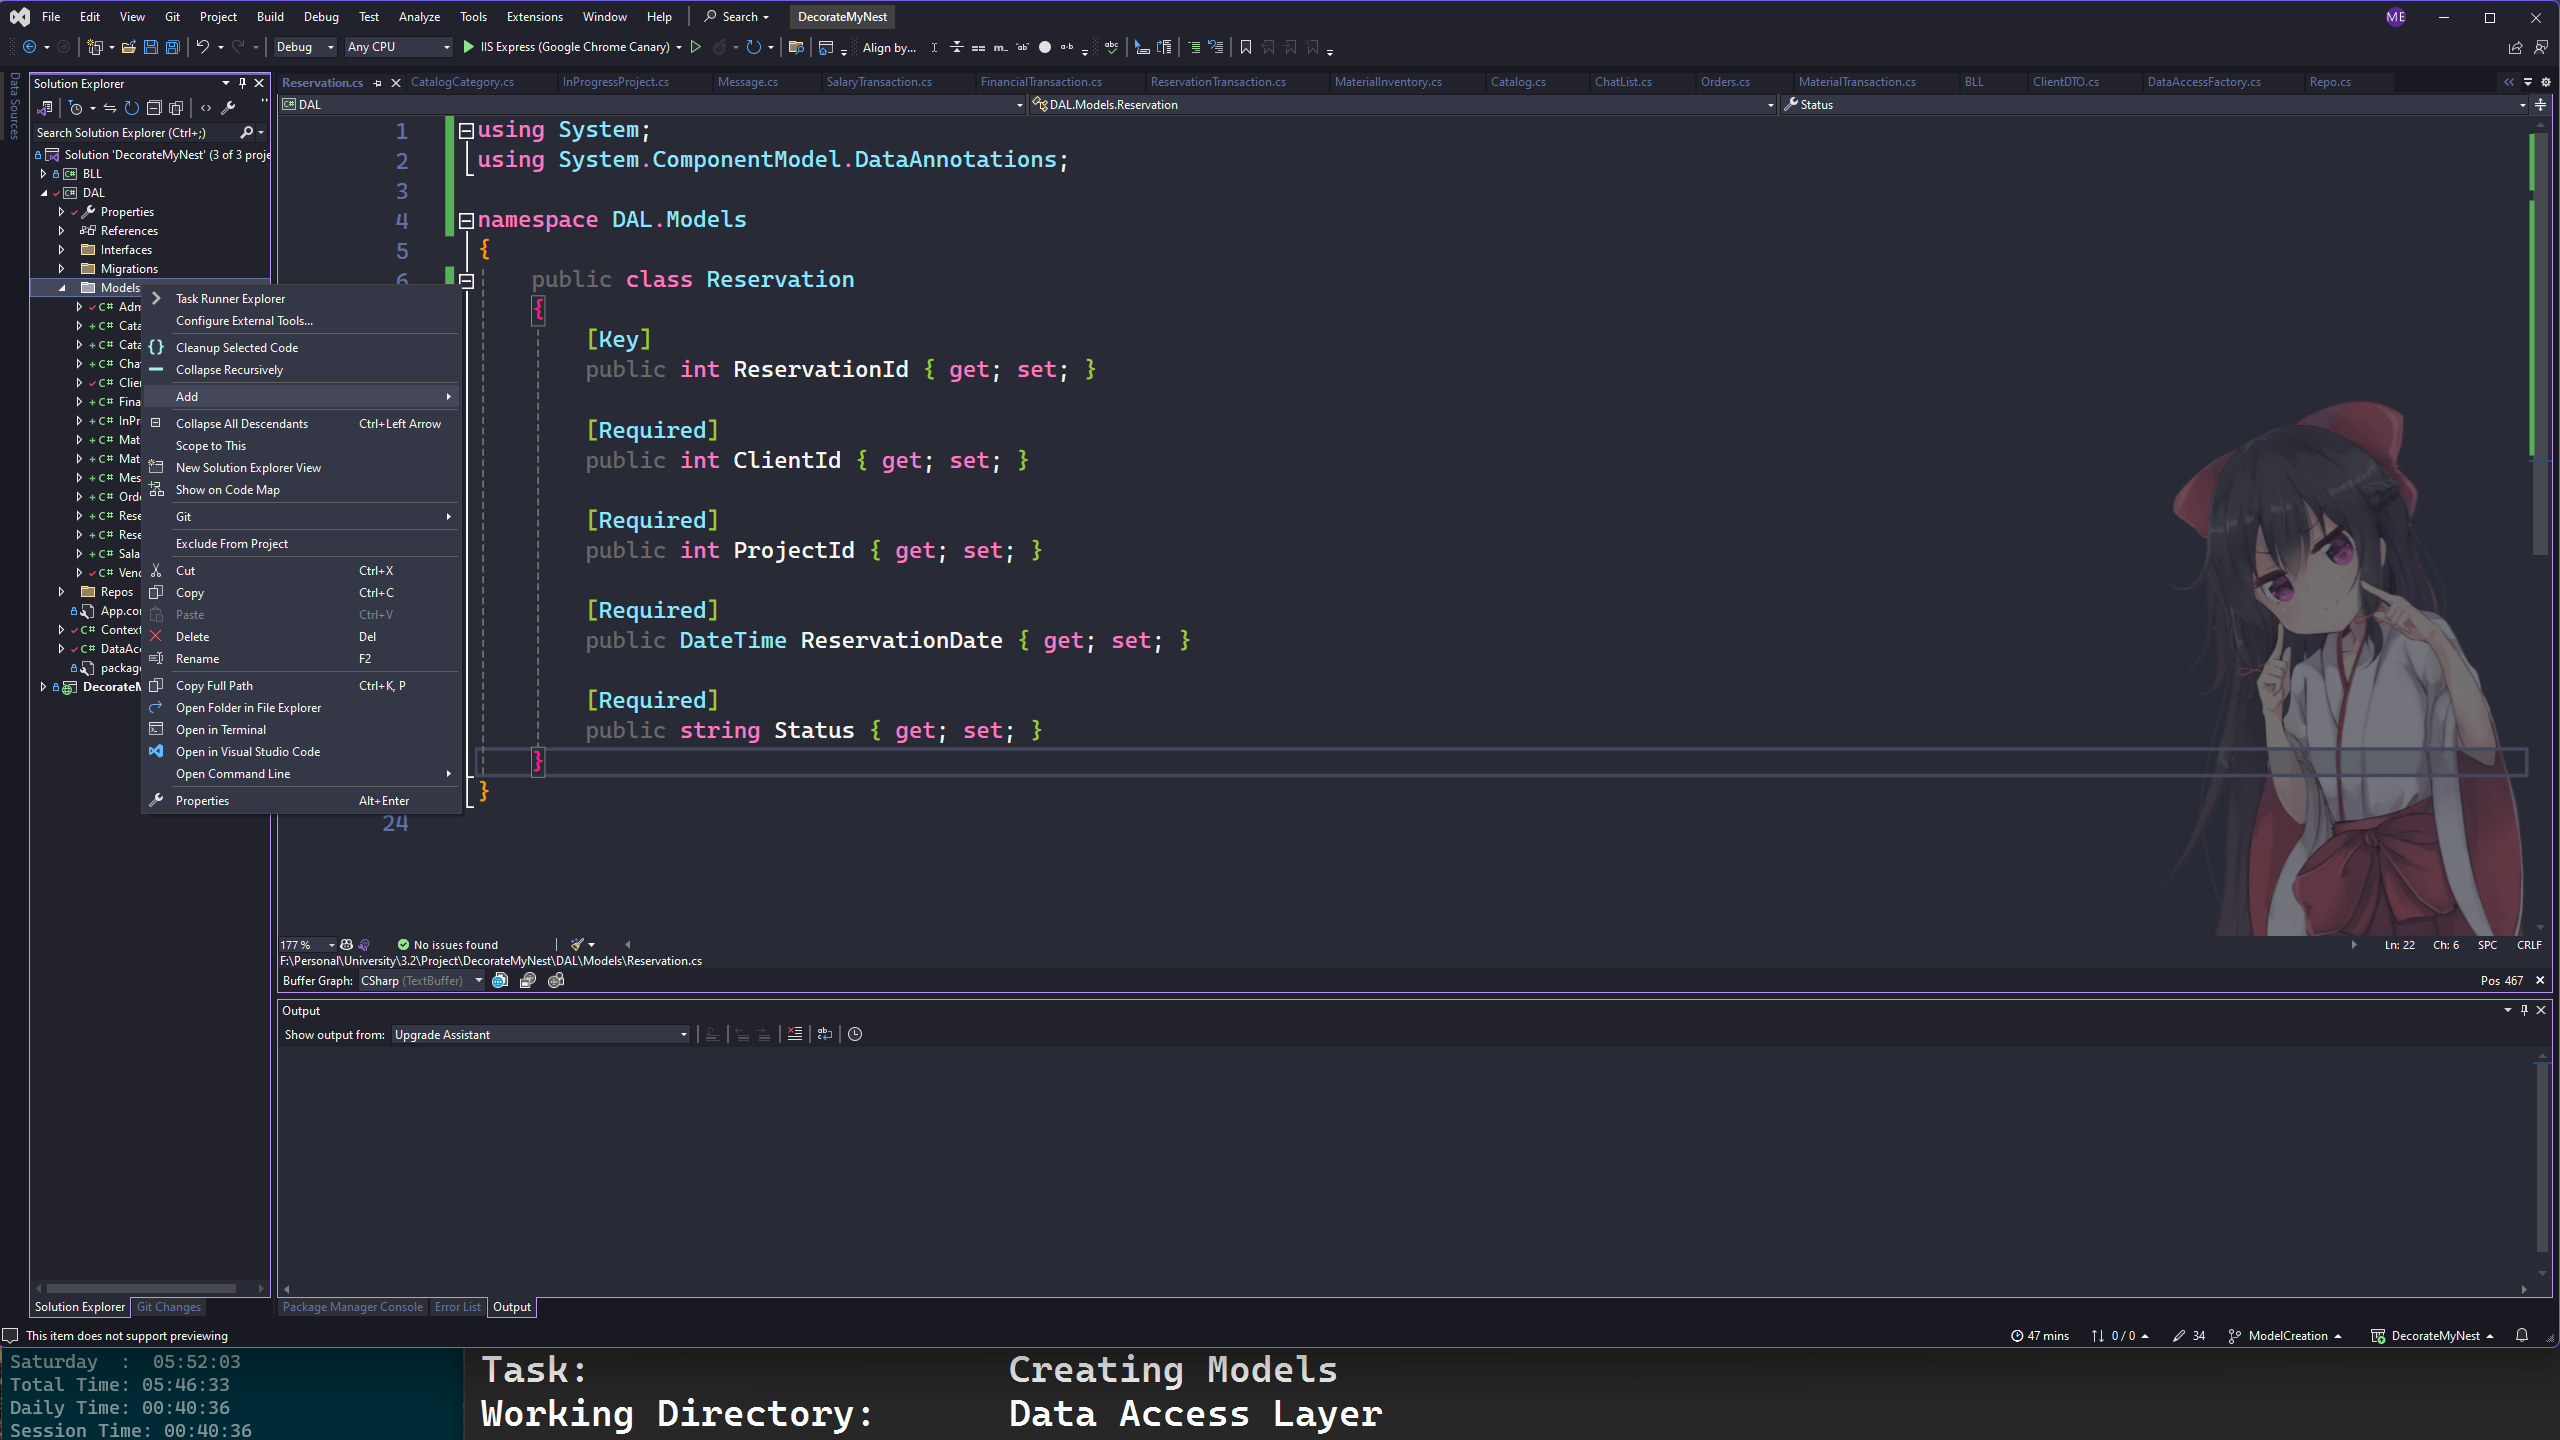 File Edit View Git Project Build Debug Test Analyze Tools Extensions Window Help Search DecorateMyNest ME
Debug Any CPU IIS Express (Google Chrome Canary) Align by...
Data Sources
Solution Explorer
Search Solution Explorer (Ctrl+;)
Solution 'DecorateMyNest' (3 of 3 proje
BLL
DAL
Properties
References
Interfaces
Migrations
Models
C# Adm
C# Cata
C# Cata
C# Cha
C# Clien
C# Fina
C# InPr
C# Mat
C# Mat
C# Mes
C# Orde
C# Rese
C# Rese
C# Sala
C# Venc
Repos
App.con
C# Context
C# DataAcc
package
DecorateM
Task Runner Explorer
Configure External Tools...
Cleanup Selected Code
Collapse Recursively
Add
Collapse All Descendants Ctrl+Left Arrow
Scope to This
New Solution Explorer View
Show on Code Map
Git
Exclude From Project
Cut Ctrl+X
Copy Ctrl+C
Paste Ctrl+V
Delete Del
Rename F2
Copy Full Path Ctrl+K, P
Open Folder in File Explorer
Open in Terminal
Open in Visual Studio Code
Open Command Line
Properties Alt+Enter
Reservation.cs CatalogCategory.cs InProgressProject.cs Message.cs SalaryTransaction.cs FinancialTransaction.cs ReservationTransaction.cs MaterialInventory.cs Catalog.cs ChatList.cs Orders.cs MaterialTransaction.cs BLL ClientDTO.cs DataAccessFactory.cs Repo.cs
C# DAL DAL.Models.Reservation Status
1 using System;
2 using System.ComponentModel.DataAnnotations;
3
4 namespace DAL.Models
5 {
6 public class Reservation
{
[Key]
public int ReservationId { get; set; }
[Required]
public int ClientId { get; set; }
[Required]
public int ProjectId { get; set; }
[Required]
public DateTime ReservationDate { get; set; }
[Required]
public string Status { get; set; }
}
}
24
177 % No issues found Ln: 22 Ch: 6 SPC CRLF
F:\Personal\University\3.2\Project\DecorateMyNest\DAL\Models\Reservation.cs
Buffer Graph: CSharp (TextBuffer) Pos 467
Output
Show output from: Upgrade Assistant
Solution Explorer Git Changes Package Manager Console Error List Output
This item does not support previewing 47 mins 0 / 0 34 ModelCreation DecorateMyNest
Saturday : 05:52:03
Total Time: 05:46:33
Daily Time: 00:40:36
Session Time: 00:40:36
Task: Creating Models
Working Directory: Data Access Layer